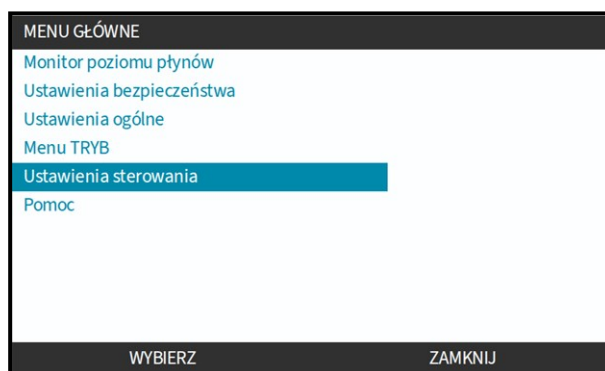 MENU GŁÓWNE
Monitor poziomu płynów
Ustawienia bezpieczeństwa
Ustawienia ogólne
Menu TRYB
Ustawienia sterowania
Pomoc
WYBIERZ ZAMKNIJ